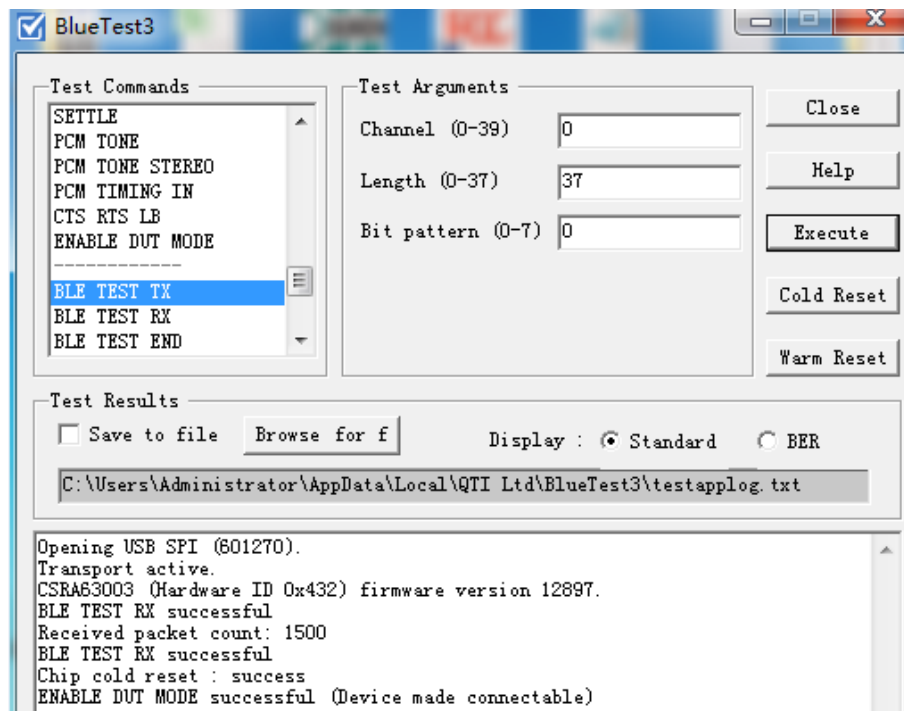 BlueTest3
Test Commands
SETTLE
PCM TONE
PCM TONE STEREO
PCM TIMING IN
CTS RTS LB
ENABLE DUT MODE
------------
BLE TEST TX
BLE TEST RX
BLE TEST END
Test Arguments
Channel (0-39) 0
Length (0-37) 37
Bit pattern (0-7) 0
Close
Help
Execute
Cold Reset
Warm Reset
Test Results
Save to file Browse for f Display : Standard BER
C:\Users\Administrator\AppData\Local\QTI Ltd\BlueTest3\testapplog.txt
Opening USB SPI (601270).
Transport active.
CSRA63003 (Hardware ID 0x432) firmware version 12897.
BLE TEST RX successful
Received packet count: 1500
BLE TEST RX successful
Chip cold reset : success
ENABLE DUT MODE successful (Device made connectable)